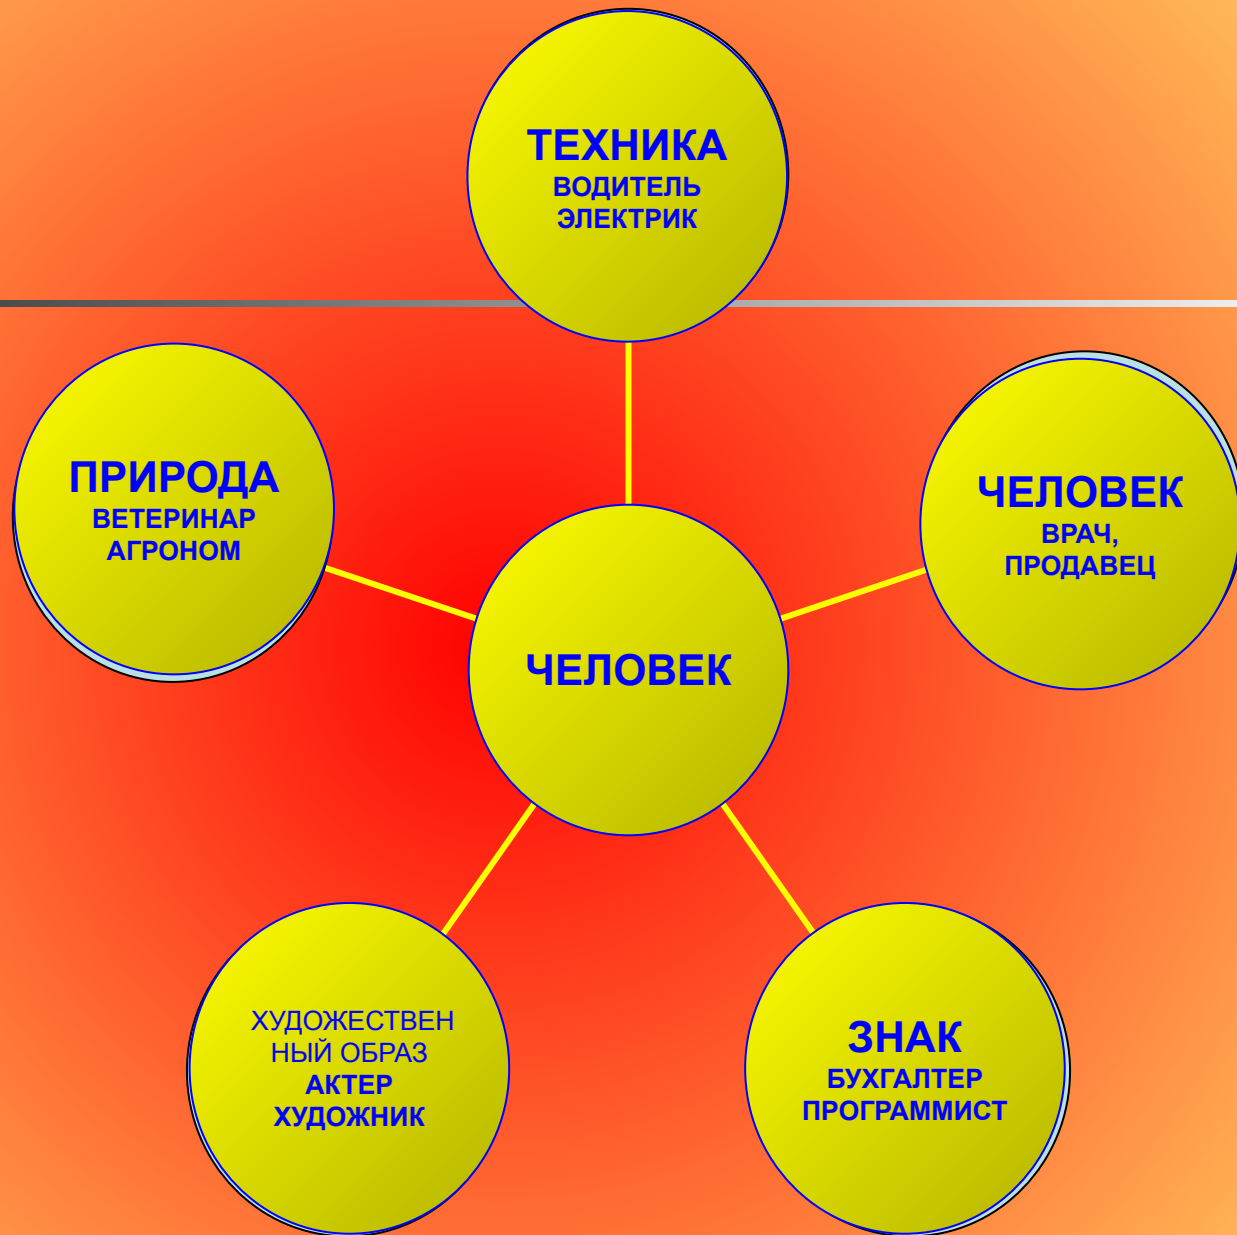 ТЕХНИКА
ВОДИТЕЛЬ
ЭЛЕКТРИК
ПРИРОДА
ВЕТЕРИНАР
АГРОНОМ
ЧЕЛОВЕК
ВРАЧ,
ПРОДАВЕЦ
ЧЕЛОВЕК
ХУДОЖЕСТВЕН
НЫЙ ОБРАЗ
АКТЕР
ХУДОЖНИК
ЗНАК
БУХГАЛТЕР
ПРОГРАММИСТ